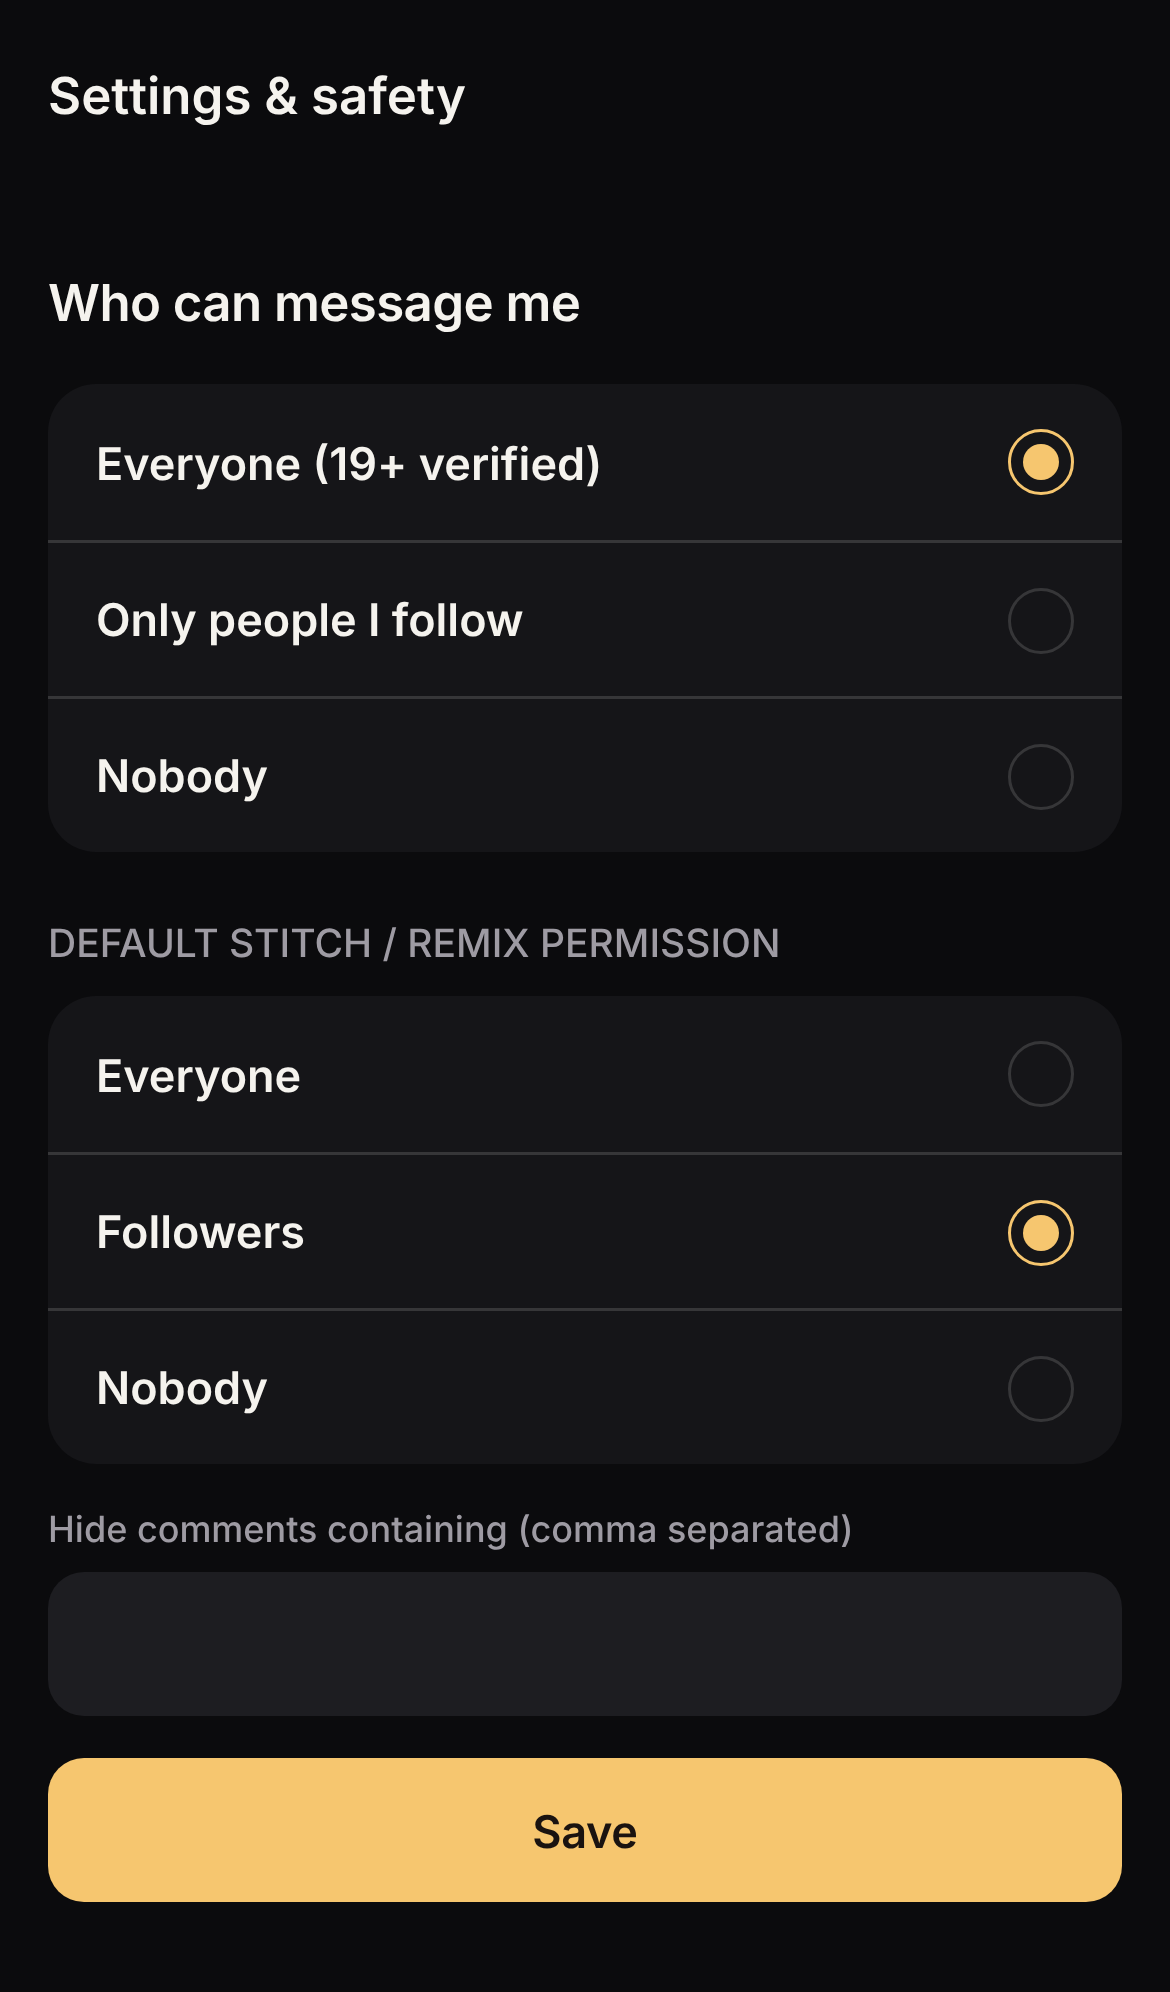 Settings & safety
Who can message me
Everyone (19+ verified)
Only people I follow
Nobody
DEFAULT STITCH / REMIX PERMISSION
Everyone
Followers
Nobody
Hide comments containing (comma separated)
Save